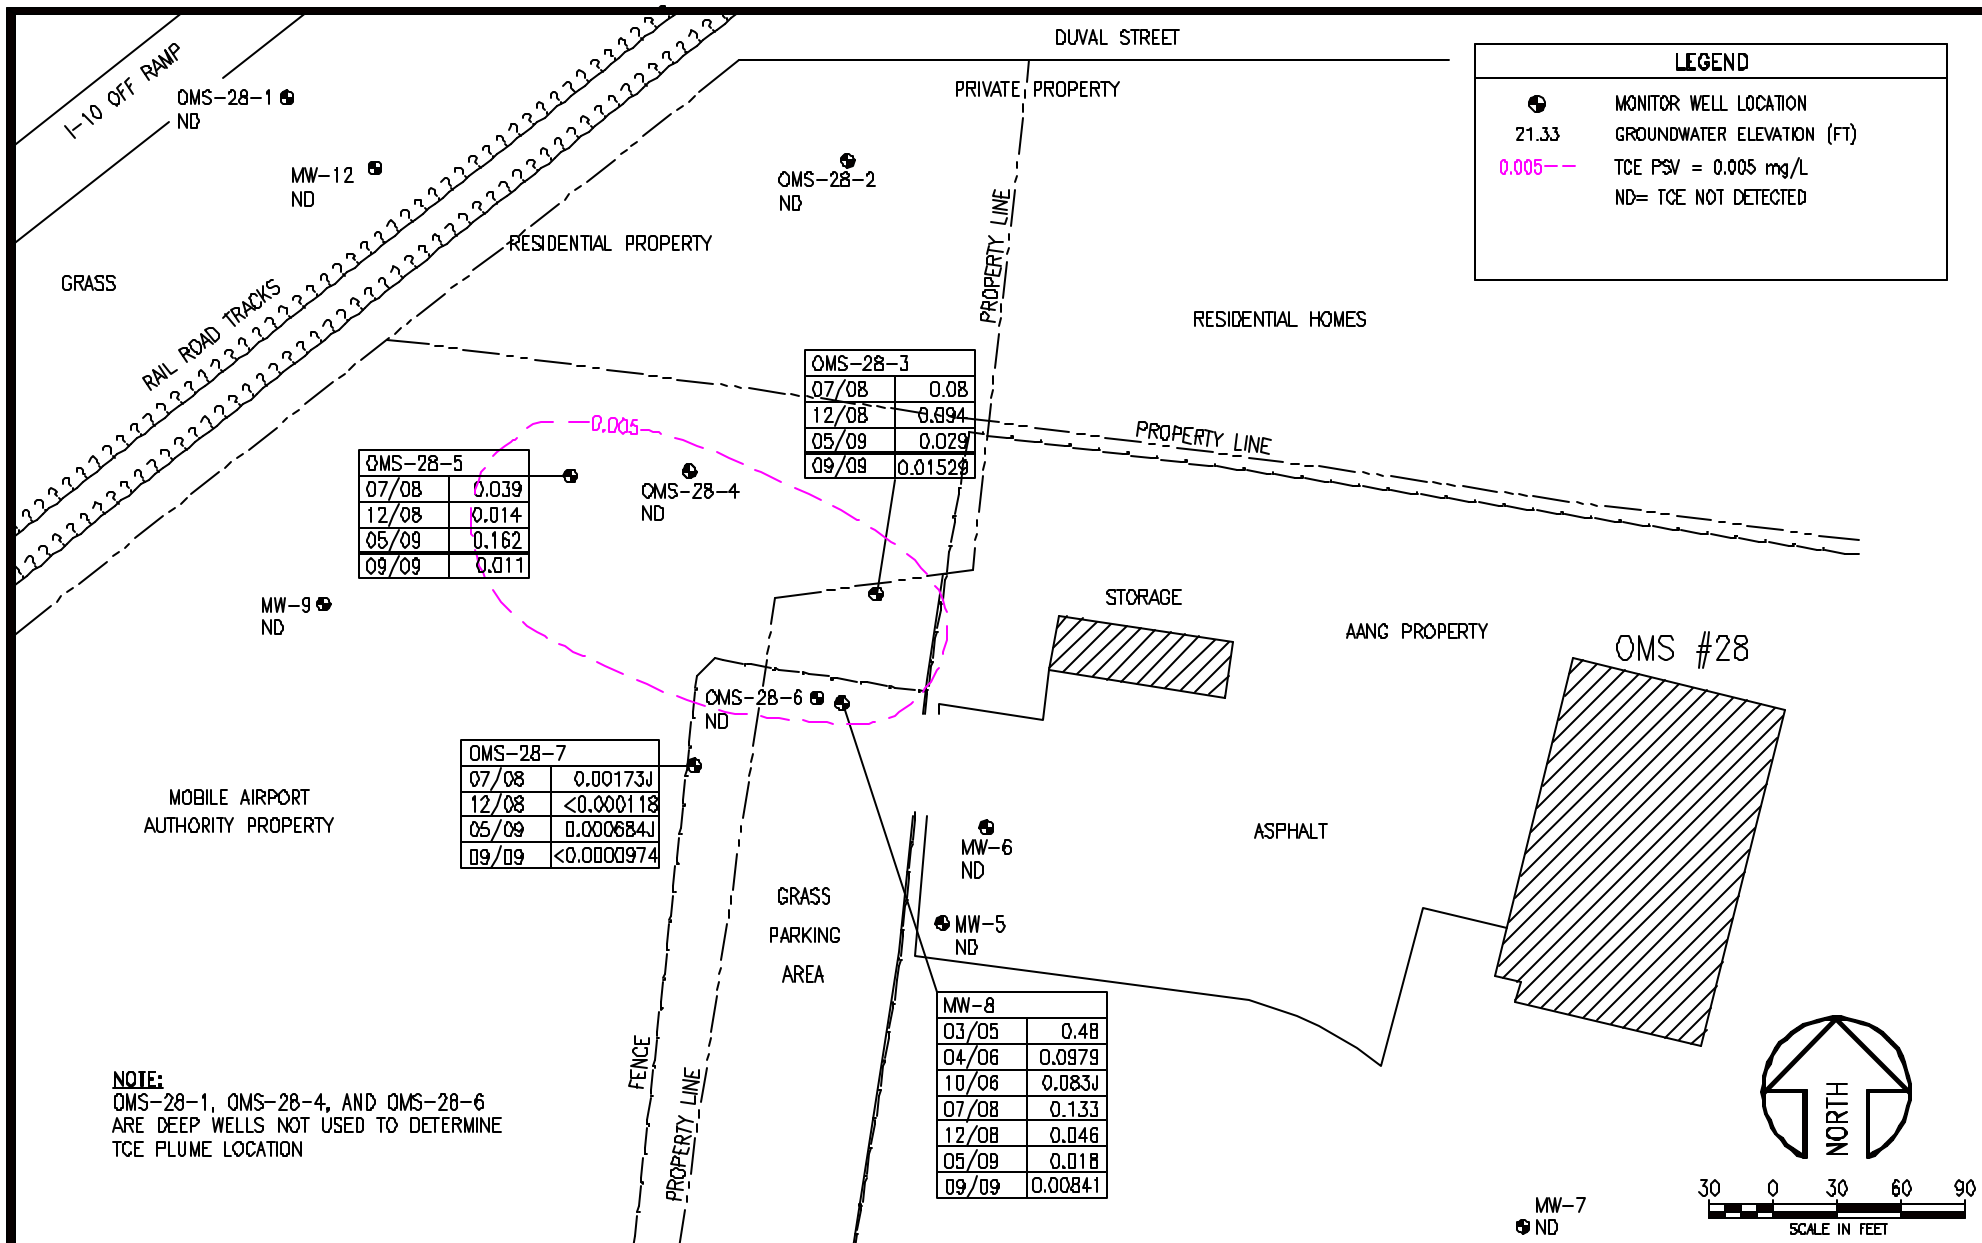 DUVAL STREET
I-10 OFF RAMP
OMS-28-1
ND
MW-12
ND
GRASS
RAIL ROAD TRACKS
PRIVATE PROPERTY
OMS-28-2
ND
RESIDENTIAL PROPERTY
PROPERTY LINE
RESIDENTIAL HOMES
LEGEND
MONITOR WELL LOCATION
21.33 GROUNDWATER ELEVATION (FT)
0.005-- TCE PSV = 0.005 mg/L
ND= TCE NOT DETECTED
OMS-28-3
07/08 0.08
12/08 0.094
05/09 0.029
09/09 0.01529
PROPERTY LINE
0.005
OMS-28-5
07/08 0.039
12/08 0.014
05/09 0.162
09/09 0.011
OMS-28-4
ND
MW-9
ND
STORAGE
AANG PROPERTY
OMS #28
OMS-28-6
ND
OMS-28-7
07/08 0.00173J
12/08 <0.000118
05/09 0.000684J
09/09 <0.0000974
MOBILE AIRPORT
AUTHORITY PROPERTY
MW-6
ND
ASPHALT
MW-5
ND
GRASS
PARKING
AREA
MW-8
03/05 0.48
04/06 0.0979
10/06 0.083J
07/08 0.133
12/08 0.046
05/09 0.018
09/09 0.00841
FENCE
PROPERTY LINE
NOTE:
OMS-28-1, OMS-28-4, AND OMS-28-6
ARE DEEP WELLS NOT USED TO DETERMINE
TCE PLUME LOCATION
NORTH
30 0 30 60 90
SCALE IN FEET
MW-7
ND